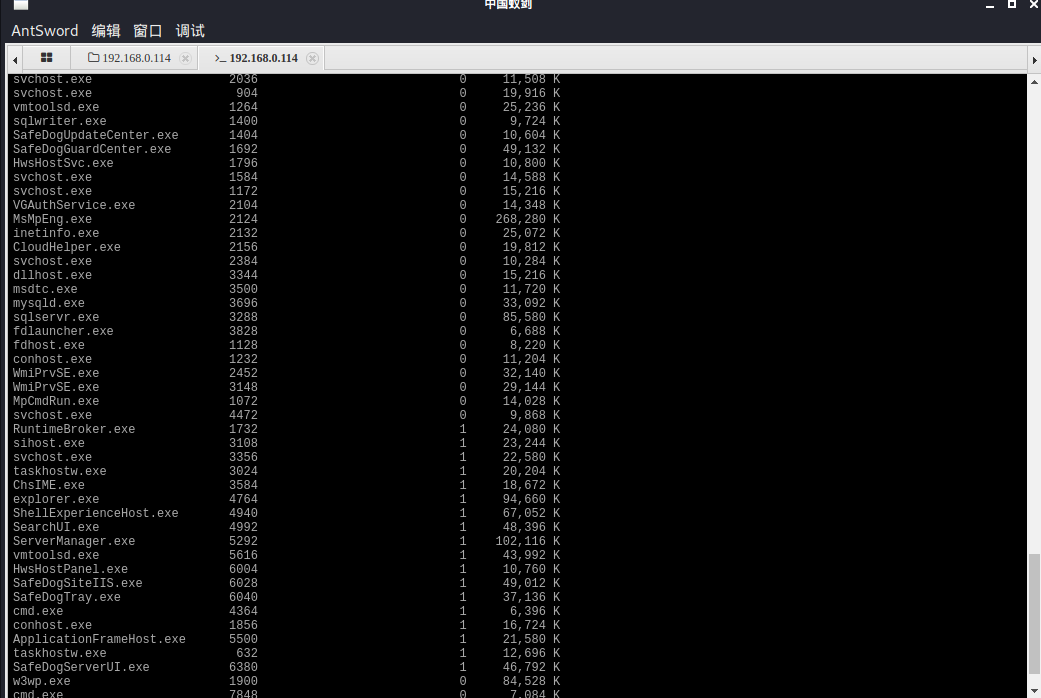 中国蚁剑
AntSword 编辑 窗口 调试
192.168.0.114 >_ 192.168.0.114
svchost.exe 2036 0 11,508 K
svchost.exe 904 0 19,916 K
vmtoolsd.exe 1264 0 25,236 K
sqlwriter.exe 1400 0 9,724 K
SafeDogUpdateCenter.exe 1404 0 10,604 K
SafeDogGuardCenter.exe 1692 0 49,132 K
HwsHostSvc.exe 1796 0 10,800 K
svchost.exe 1584 0 14,588 K
svchost.exe 1172 0 15,216 K
VGAuthService.exe 2104 0 14,348 K
MsMpEng.exe 2124 0 268,280 K
inetinfo.exe 2132 0 25,072 K
CloudHelper.exe 2156 0 19,812 K
svchost.exe 2384 0 10,284 K
dllhost.exe 3344 0 15,216 K
msdtc.exe 3500 0 11,720 K
mysqld.exe 3696 0 33,092 K
sqlservr.exe 3288 0 85,580 K
fdlauncher.exe 3828 0 6,688 K
fdhost.exe 1128 0 8,220 K
conhost.exe 1232 0 11,204 K
WmiPrvSE.exe 2452 0 32,140 K
WmiPrvSE.exe 3148 0 29,144 K
MpCmdRun.exe 1072 0 14,028 K
svchost.exe 4472 0 9,868 K
RuntimeBroker.exe 1732 1 24,080 K
sihost.exe 3108 1 23,244 K
svchost.exe 3356 1 22,580 K
taskhostw.exe 3024 1 20,204 K
ChsIME.exe 3584 1 18,672 K
explorer.exe 4764 1 94,660 K
ShellExperienceHost.exe 4940 1 67,052 K
SearchUI.exe 4992 1 48,396 K
ServerManager.exe 5292 1 102,116 K
vmtoolsd.exe 5616 1 43,992 K
HwsHostPanel.exe 6004 1 10,760 K
SafeDogSiteIIS.exe 6028 1 49,012 K
SafeDogTray.exe 6040 1 37,136 K
cmd.exe 4364 1 6,396 K
conhost.exe 1856 1 16,724 K
ApplicationFrameHost.exe 5500 1 21,580 K
taskhostw.exe 632 1 12,696 K
SafeDogServerUI.exe 6380 1 46,792 K
w3wp.exe 1900 0 84,528 K
cmd.exe 7848 0 7,084 K